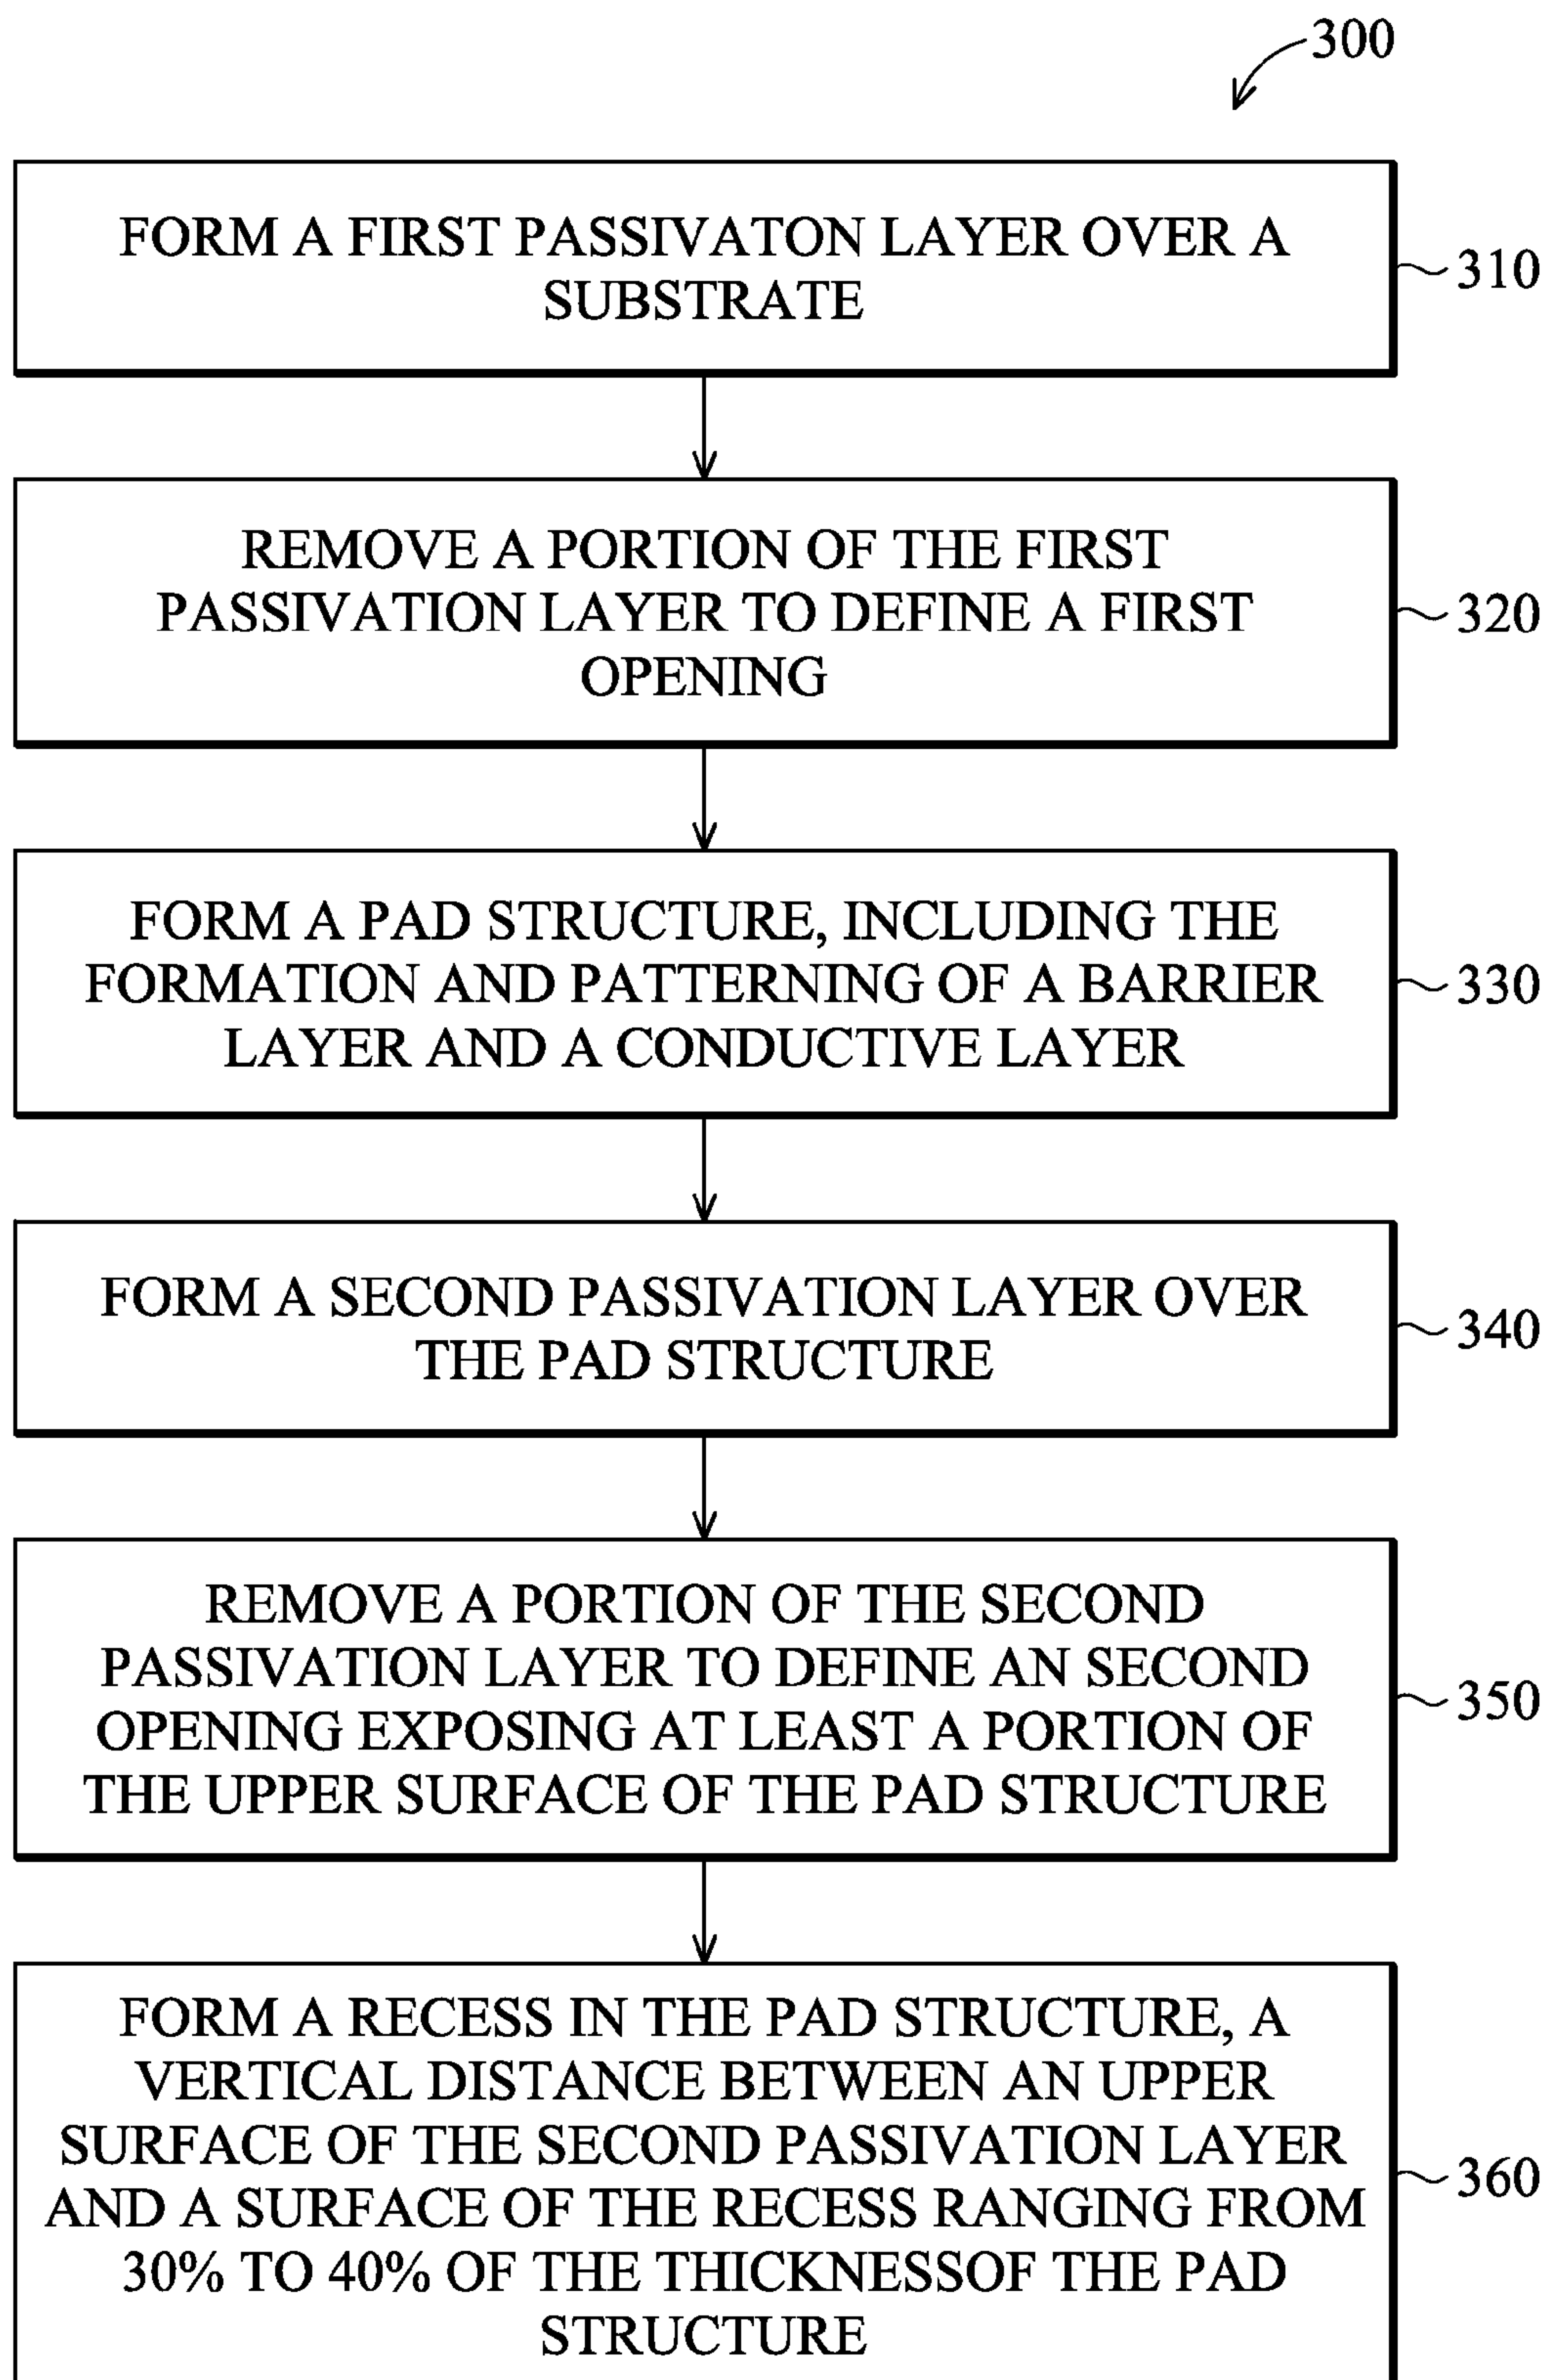 300
FORM A FIRST PASSIVATON LAYER OVER A
SUBSTRATE
310
REMOVE A PORTION OF THE FIRST
PASSIVATION LAYER TO DEFINE A FIRST
OPENING
320
FORM A PAD STRUCTURE, INCLUDING THE
FORMATION AND PATTERNING OF A BARRIER
LAYER AND A CONDUCTIVE LAYER
330
FORM A SECOND PASSIVATION LAYER OVER
THE PAD STRUCTURE
340
REMOVE A PORTION OF THE SECOND
PASSIVATION LAYER TO DEFINE AN SECOND
OPENING EXPOSING AT LEAST A PORTION OF
THE UPPER SURFACE OF THE PAD STRUCTURE
350
FORM A RECESS IN THE PAD STRUCTURE, A
VERTICAL DISTANCE BETWEEN AN UPPER
SURFACE OF THE SECOND PASSIVATION LAYER
AND A SURFACE OF THE RECESS RANGING FROM
30% TO 40% OF THE THICKNESSOF THE PAD
STRUCTURE
360